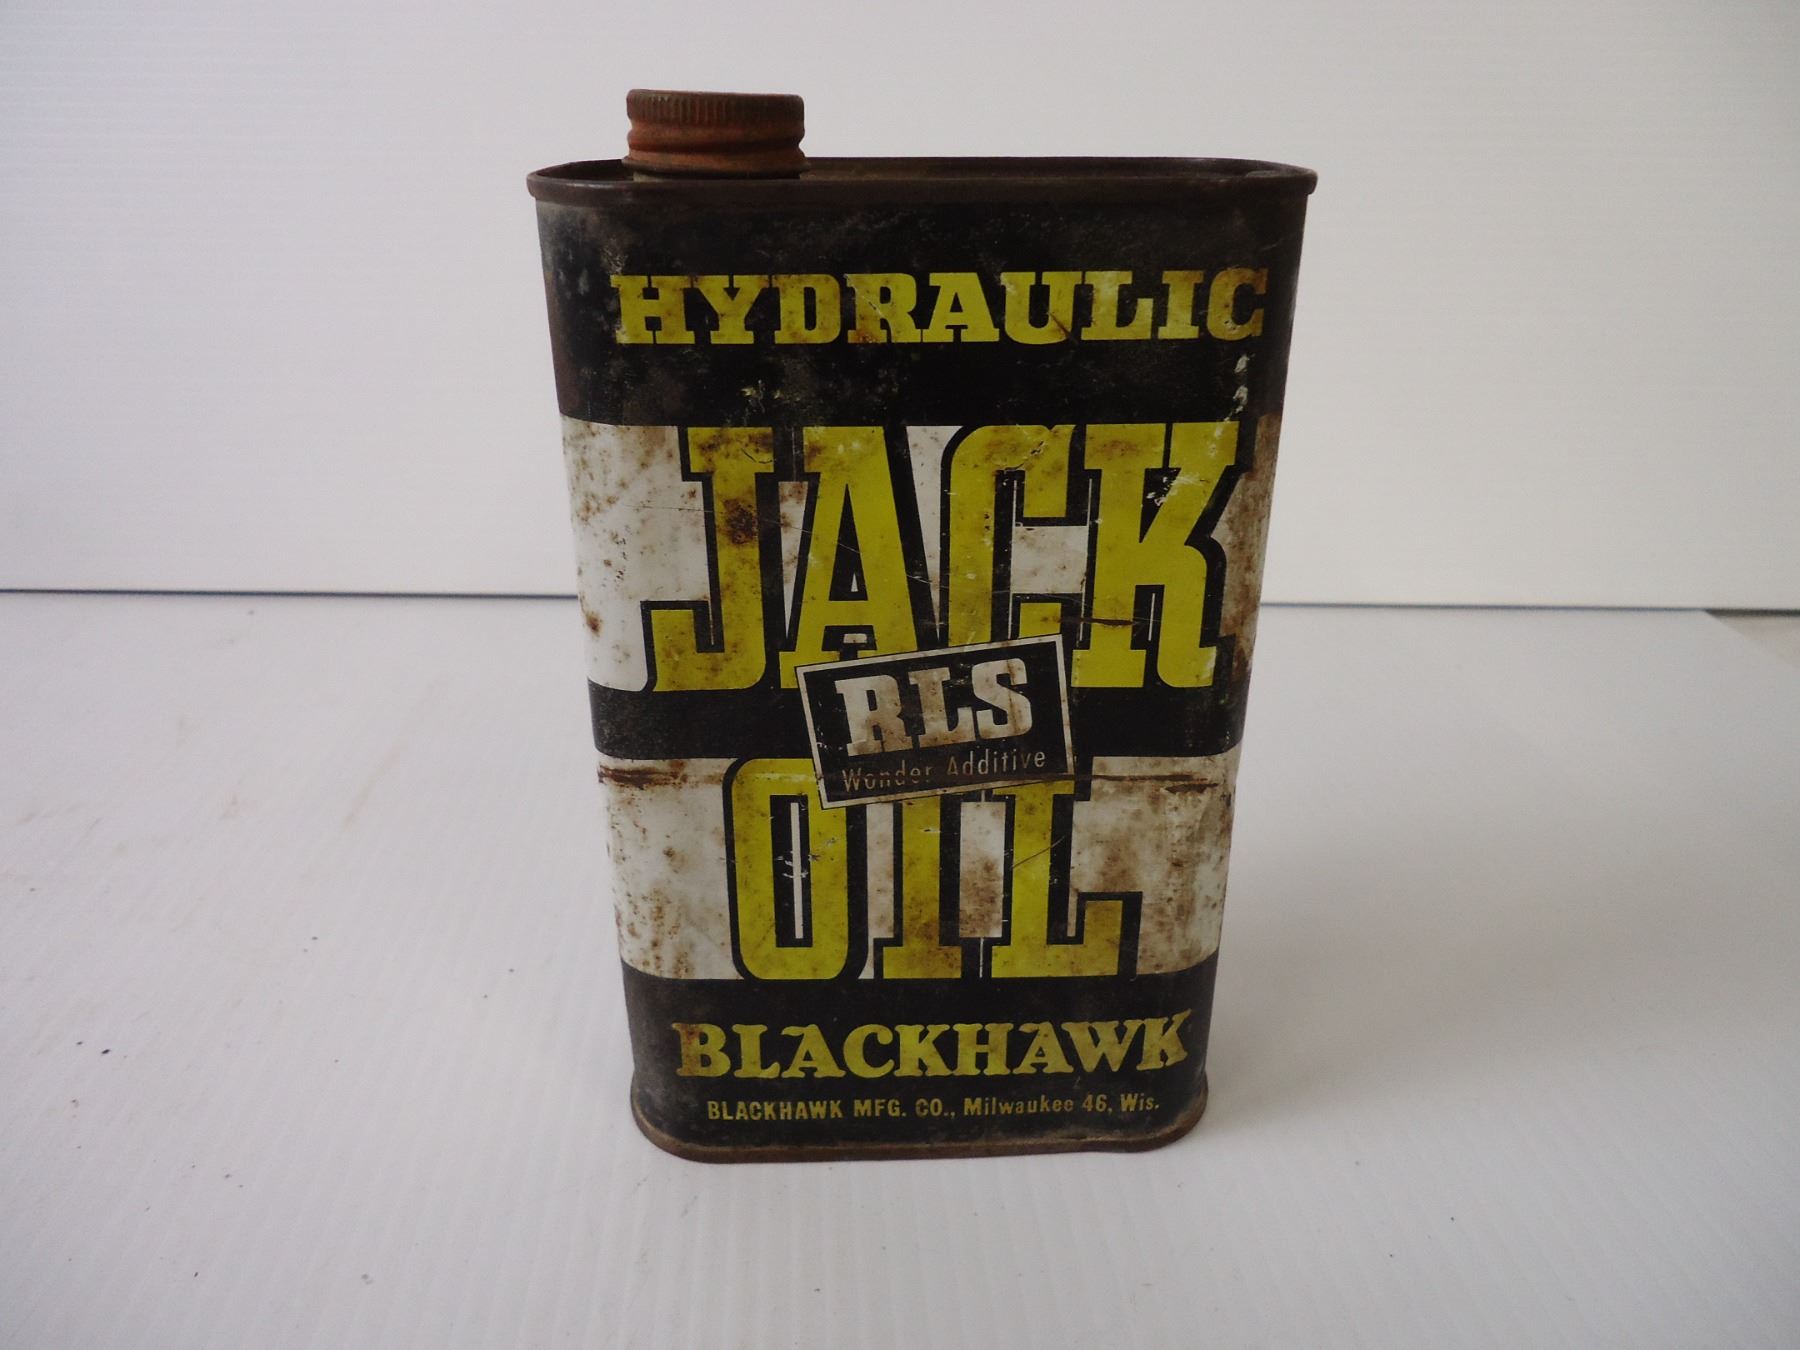 HYDRAULIC
JACK
RLS
Wonder Additive
OIL
BLACKHAWK
BLACKHAWK MFG. CO., Milwaukee 46, Wis.